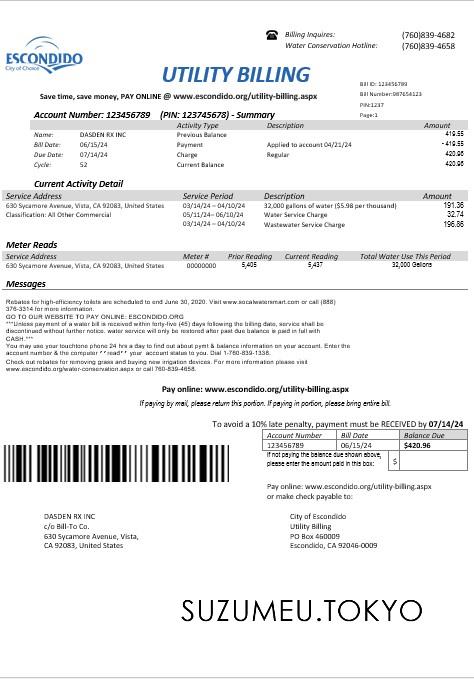 Billing Inquires: (760)839-4682
Water Conservation Hotline: (760)839-4658
ESCONDIDO
City of Choice
UTILITY BILLING
Save time, save money, PAY ONLINE @ www.escondido.org/utility-billing.aspx
Bill ID: 123456789
Bill Number:987654123
PIN:1237
Page:1
Account Number: 123456789 (PIN: 123745678) - Summary
Activity Type Description Amount
Name: DASDEN RX INC Previous Balance 419.55
Bill Date: 06/15/24 Payment Applied to account 04/21/24 -419.55
Due Date: 07/14/24 Charge Regular 420.96
Cycle: 52 Current Balance 420.96
Current Activity Detail
Service Address Service Period Description Amount
630 Sycamore Avenue, Vista, CA 92083, United States 03/14/24 – 04/10/24 32,000 gallons of water ($5.98 per thousand) 191.36
Classification: All Other Commercial 05/11/24– 06/10/24 Water Service Charge 32.74
03/14/24 – 04/10/24 Wastewater Service Charge 196.86
Meter Reads
Service Address Meter # Prior Reading Current Reading Total Water Use This Period
630 Sycamore Avenue, Vista, CA 92083, United States 00000000 5,405 5,437 32,000 Gallons
Messages
Rebates for high-efficiency toilets are scheduled to end June 30, 2020. Visit www.socalwatersmart.com or call (888)
376-3314 for more information.
GO TO OUR WEBSITE TO PAY ONLINE: ESCONDIDO.ORG
***Unless payment of a water bill is received within forty-five (45) days following the billing date, service shall be
discontinued without further notice. water service will only be restored after past due balance is paid in full with
CASH.***
You may use your touchtone phone 24 hrs a day to find out about pymt & balance information on your account. Enter the
account number & the computer **read** your account status to you. Dial 1-760-839-1338.
Check out rebates for removing grass and buying new irrigation devices. For more information please visit
www.escondido.org/water-conservation.aspx or call 760-839-4658.
Pay online: www.escondido.org/utility-billing.aspx
If paying by mail, please return this portion. If paying in portion, please bring entire bill.
To avoid a 10% late penalty, payment must be RECEIVED by 07/14/24
Account Number Bill Date Balance Due
123456789 06/15/24 $420.96
If not paying the balance due shown above,
please enter the amount paid in this box: $
Pay online: www.escondido.org/utility-billing.aspx
or make check payable to:
DASDEN RX INC
c/o Bill-To Co.
630 Sycamore Avenue, Vista,
CA 92083, United States
City of Escondido
Utility Billing
PO Box 460009
Escondido, CA 92046-0009
SUZUMEU.TOKYO